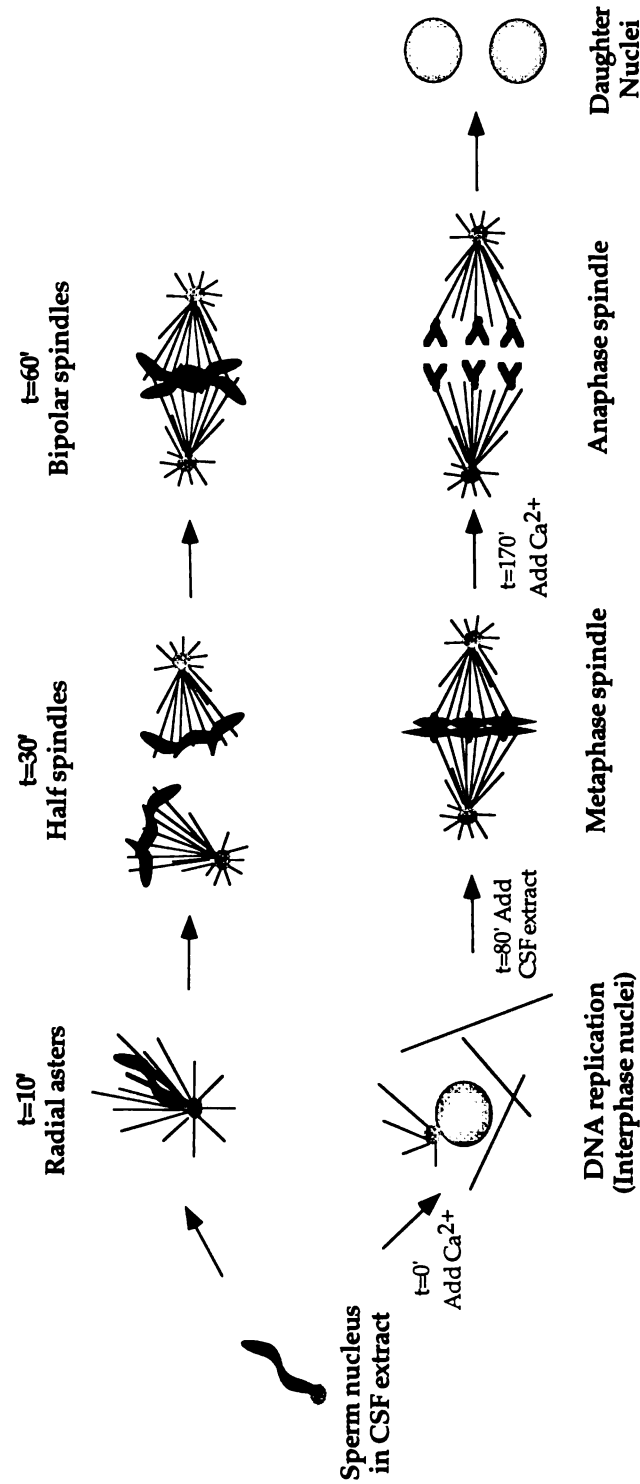 t=10'
Radial asters
t=30'
Half spindles
t=60'
Bipolar spindles
Sperm nucleus
in CSF extract
t=0'
Add Ca2+
DNA replication
(Interphase nuclei)
t=80' Add
CSF extract
Metaphase spindle
t=170'
Add Ca2+
Anaphase spindle
Daughter
Nuclei